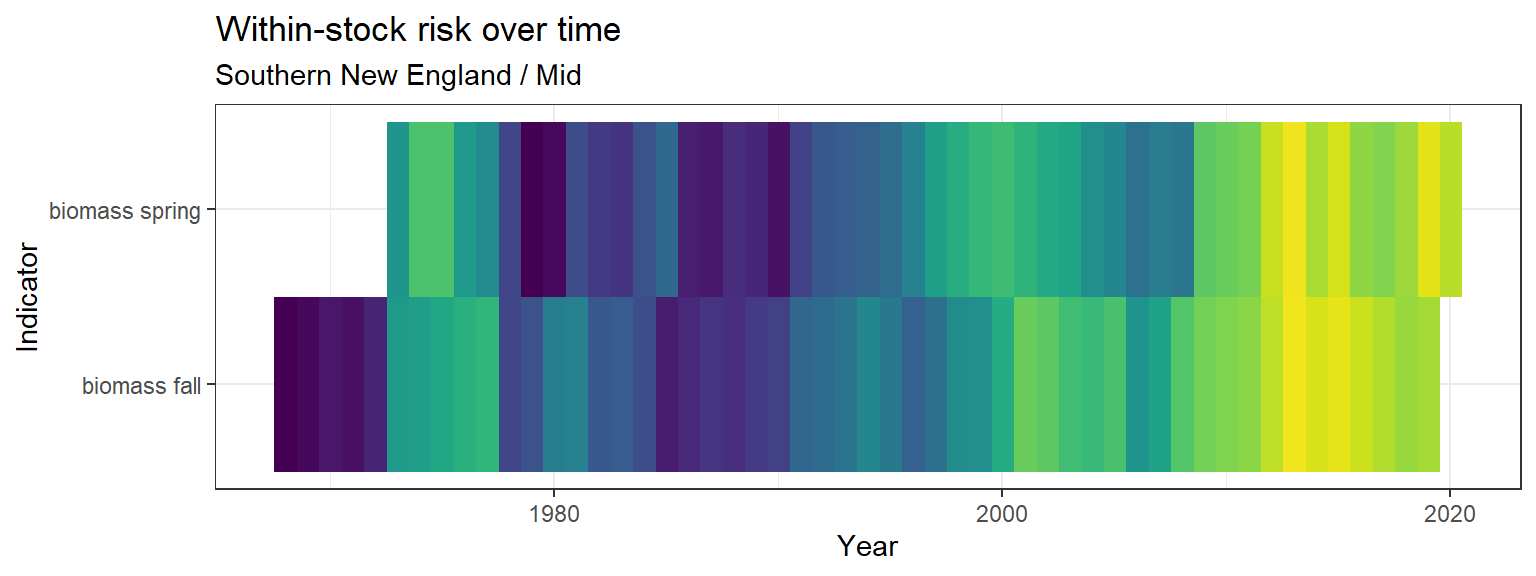 Within-stock risk over time
Southern New England / Mid
biomass spring
biomass fall
Indicator
1980
2000
2020
Year